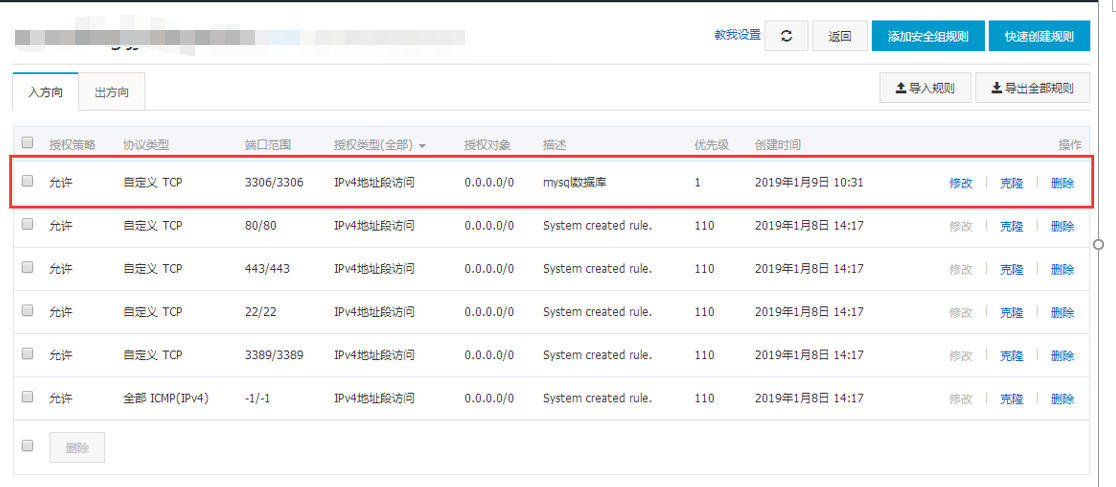 教我设置 返回 添加安全组规则 快速创建规则
入方向 出方向 导入规则 导出全部规则
授权策略 协议类型 端口范围 授权类型(全部) 授权对象 描述 优先级 创建时间 操作
允许 自定义 TCP 3306/3306 IPv4地址段访问 0.0.0.0/0 mysql数据库 1 2019年1月9日 10:31 修改 克隆 删除
允许 自定义 TCP 80/80 IPv4地址段访问 0.0.0.0/0 System created rule. 110 2019年1月8日 14:17 修改 克隆 删除
允许 自定义 TCP 443/443 IPv4地址段访问 0.0.0.0/0 System created rule. 110 2019年1月8日 14:17 修改 克隆 删除
允许 自定义 TCP 22/22 IPv4地址段访问 0.0.0.0/0 System created rule. 110 2019年1月8日 14:17 修改 克隆 删除
允许 自定义 TCP 3389/3389 IPv4地址段访问 0.0.0.0/0 System created rule. 110 2019年1月8日 14:17 修改 克隆 删除
允许 全部 ICMP(IPv4) -1/-1 IPv4地址段访问 0.0.0.0/0 System created rule. 110 2019年1月8日 14:17 修改 克隆 删除
删除